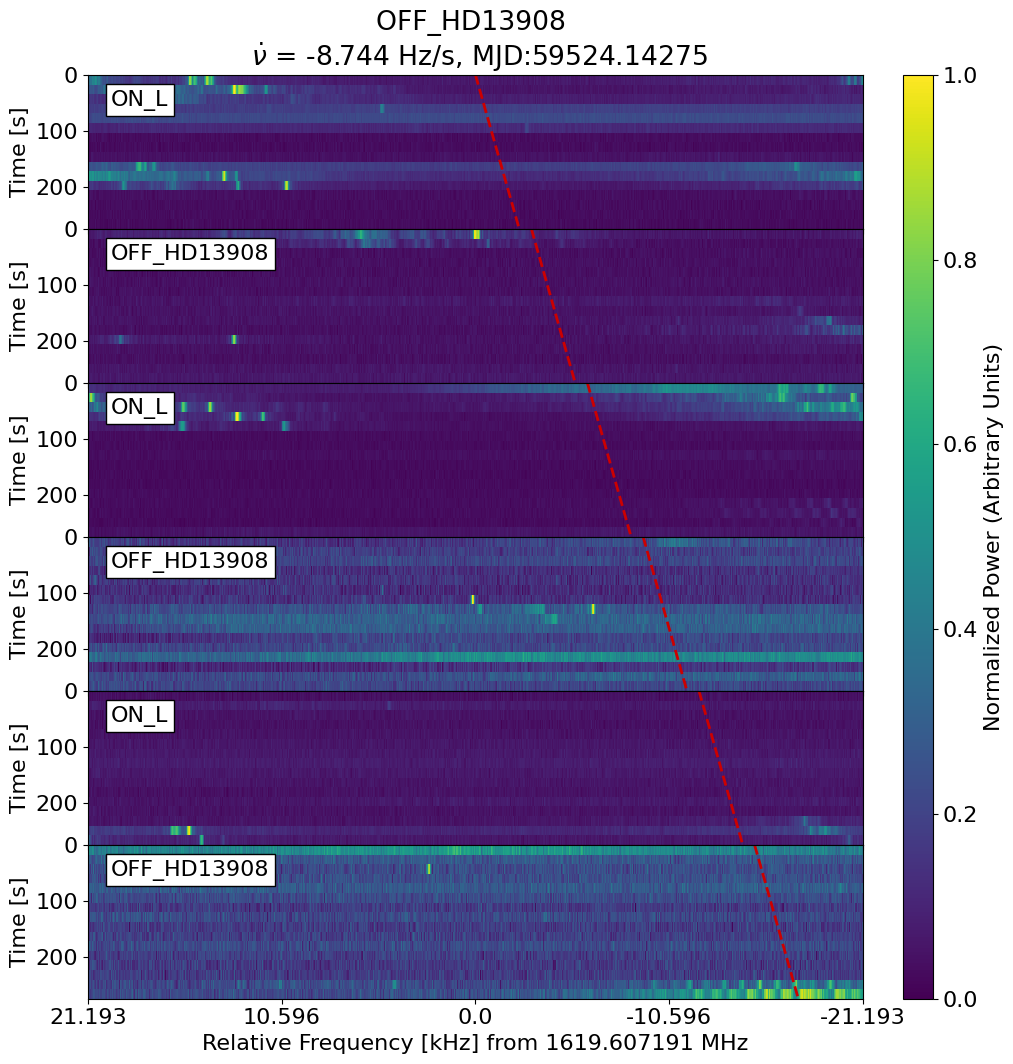 OFF_HD13908
ν̇ = -8.744 Hz/s, MJD:59524.14275
ON_L
OFF_HD13908
ON_L
OFF_HD13908
ON_L
OFF_HD13908
Time [s]
Time [s]
Time [s]
Time [s]
Time [s]
Time [s]
0
100
200
0
100
200
0
100
200
0
100
200
0
100
200
0
100
200
21.193 10.596 0.0 -10.596 -21.193
Relative Frequency [kHz] from 1619.607191 MHz
1.0
0.8
0.6
0.4
0.2
0.0
Normalized Power (Arbitrary Units)